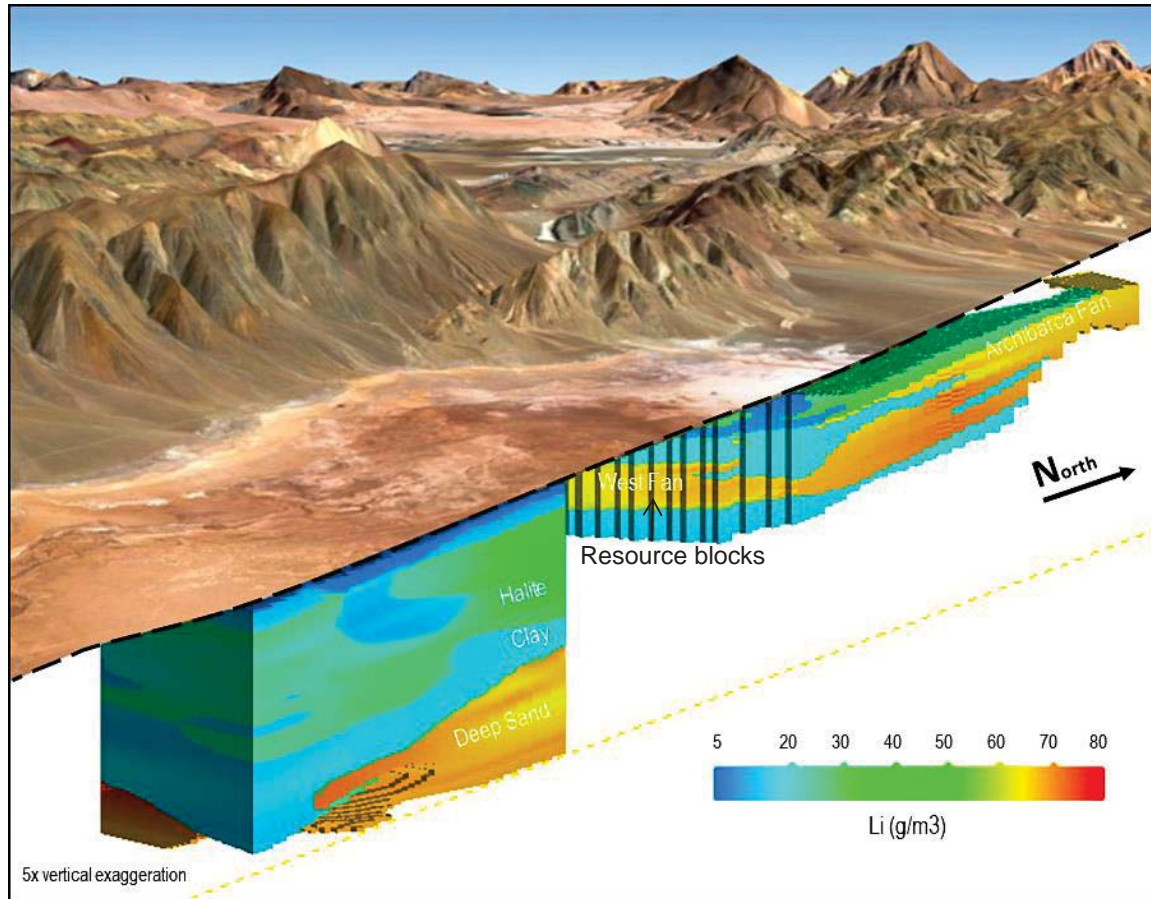 Archibarca Fan
North
West Fan
Resource blocks
Halite
Clay
Deep Sand
5 20 30 40 50 60 70 80
Li (g/m3)
5x vertical exaggeration